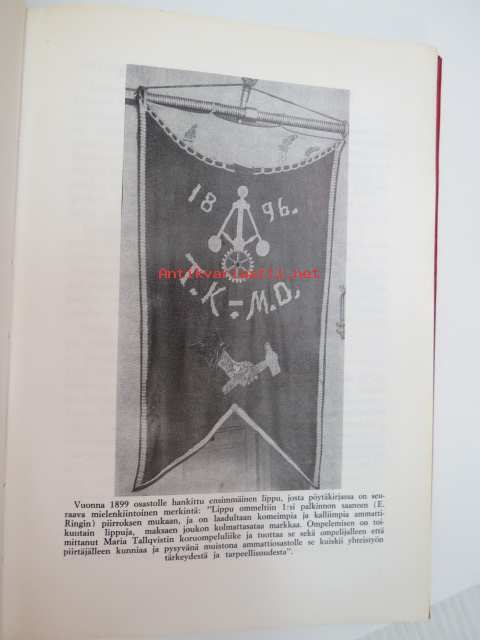 18 96.
Antikvariaatti.net
T.K=M.D.
Vuonna 1899 osastolle hankittu ensimmäinen lippu, josta pöytäkirjassa on seu-
raava mielenkiintoinen merkintä: "Lippu ommeltiin 1:si palkinnon saaneen (E.
Ringin) piirroksen mukaan, ja on laadultaan komeimpia ja kalliimpia ammatti-
kuntain lippuja, maksaen joukon kolmattasataa markkaa. Ompelemisen on toi-
mittanut Maria Tallqvistin koruompeluliike ja tuottaa se sekä ompelijalleen että
piirtäjälleen kunniaa ja pysyvänä muistona ammattiosastolle se kuiskii yhteistyön
tärkeydestä ja tarpeellisuudesta".